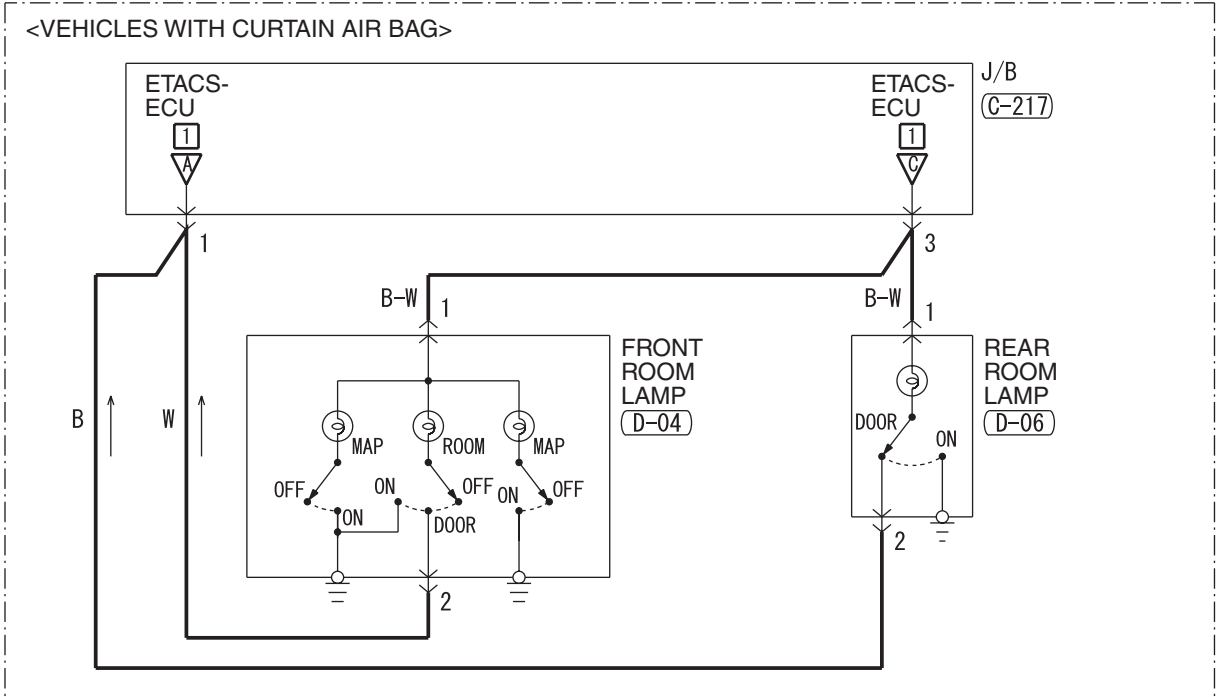 <VEHICLES WITH CURTAIN AIR BAG>
ETACS-
ECU
1
A
ETACS-
ECU
1
C
J/B
C-217
1
3
B-W
1
B-W
1
FRONT
ROOM
LAMP
D-04
REAR
ROOM
LAMP
D-06
B
W
MAP
ROOM
MAP
OFF
ON
ON
OFF
DOOR
ON
OFF
DOOR
ON
2
2